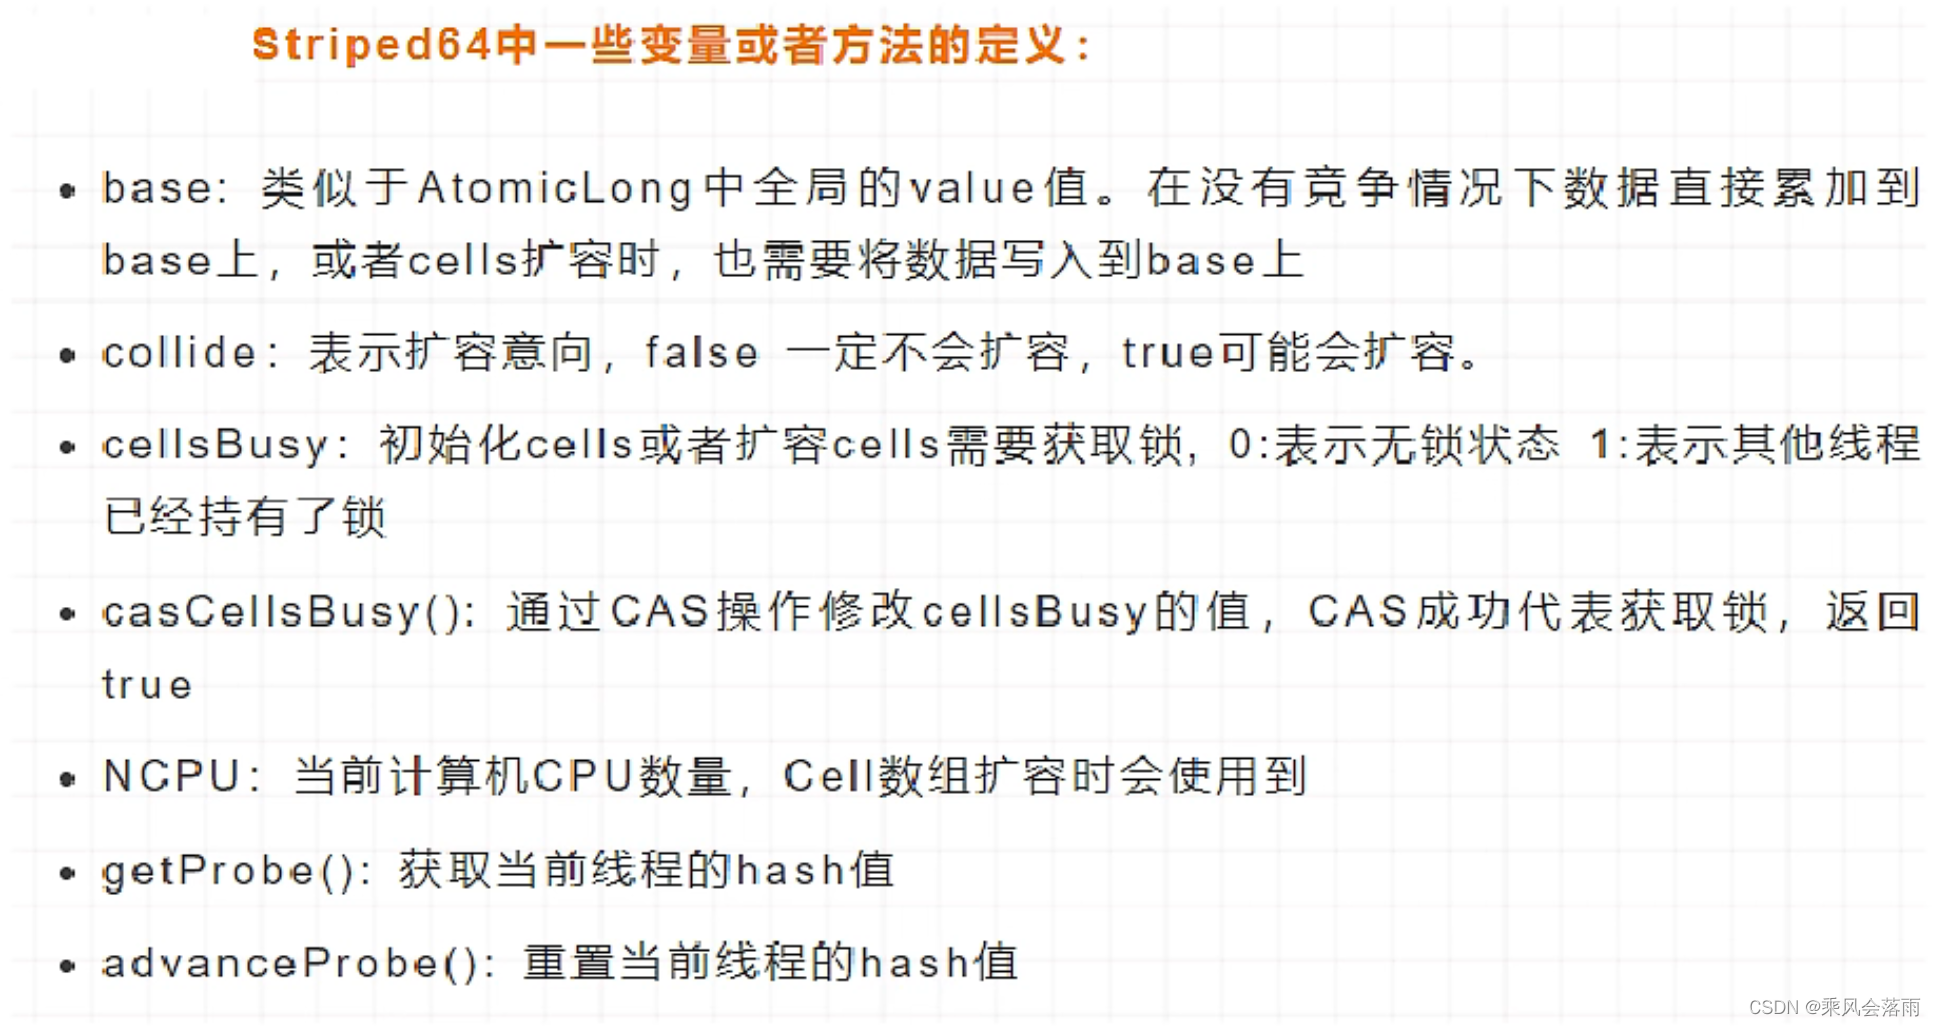 Striped64中一些变量或者方法的定义：
base: 类似于AtomicLong中全局的value值。在没有竞争情况下数据直接累加到
base上，或者cells扩容时，也需要将数据写入到base上
collide：表示扩容意向，false 一定不会扩容，true可能会扩容。
cellsBusy：初始化cells或者扩容cells需要获取锁，0:表示无锁状态 1:表示其他线程
已经持有了锁
casCellsBusy()：通过CAS操作修改cellsBusy的值，CAS成功代表获取锁，返回
true
NCPU：当前计算机CPU数量，Cell数组扩容时会使用到
getProbe()：获取当前线程的hash值
advanceProbe()：重置当前线程的hash值
CSDN @乘风会落雨